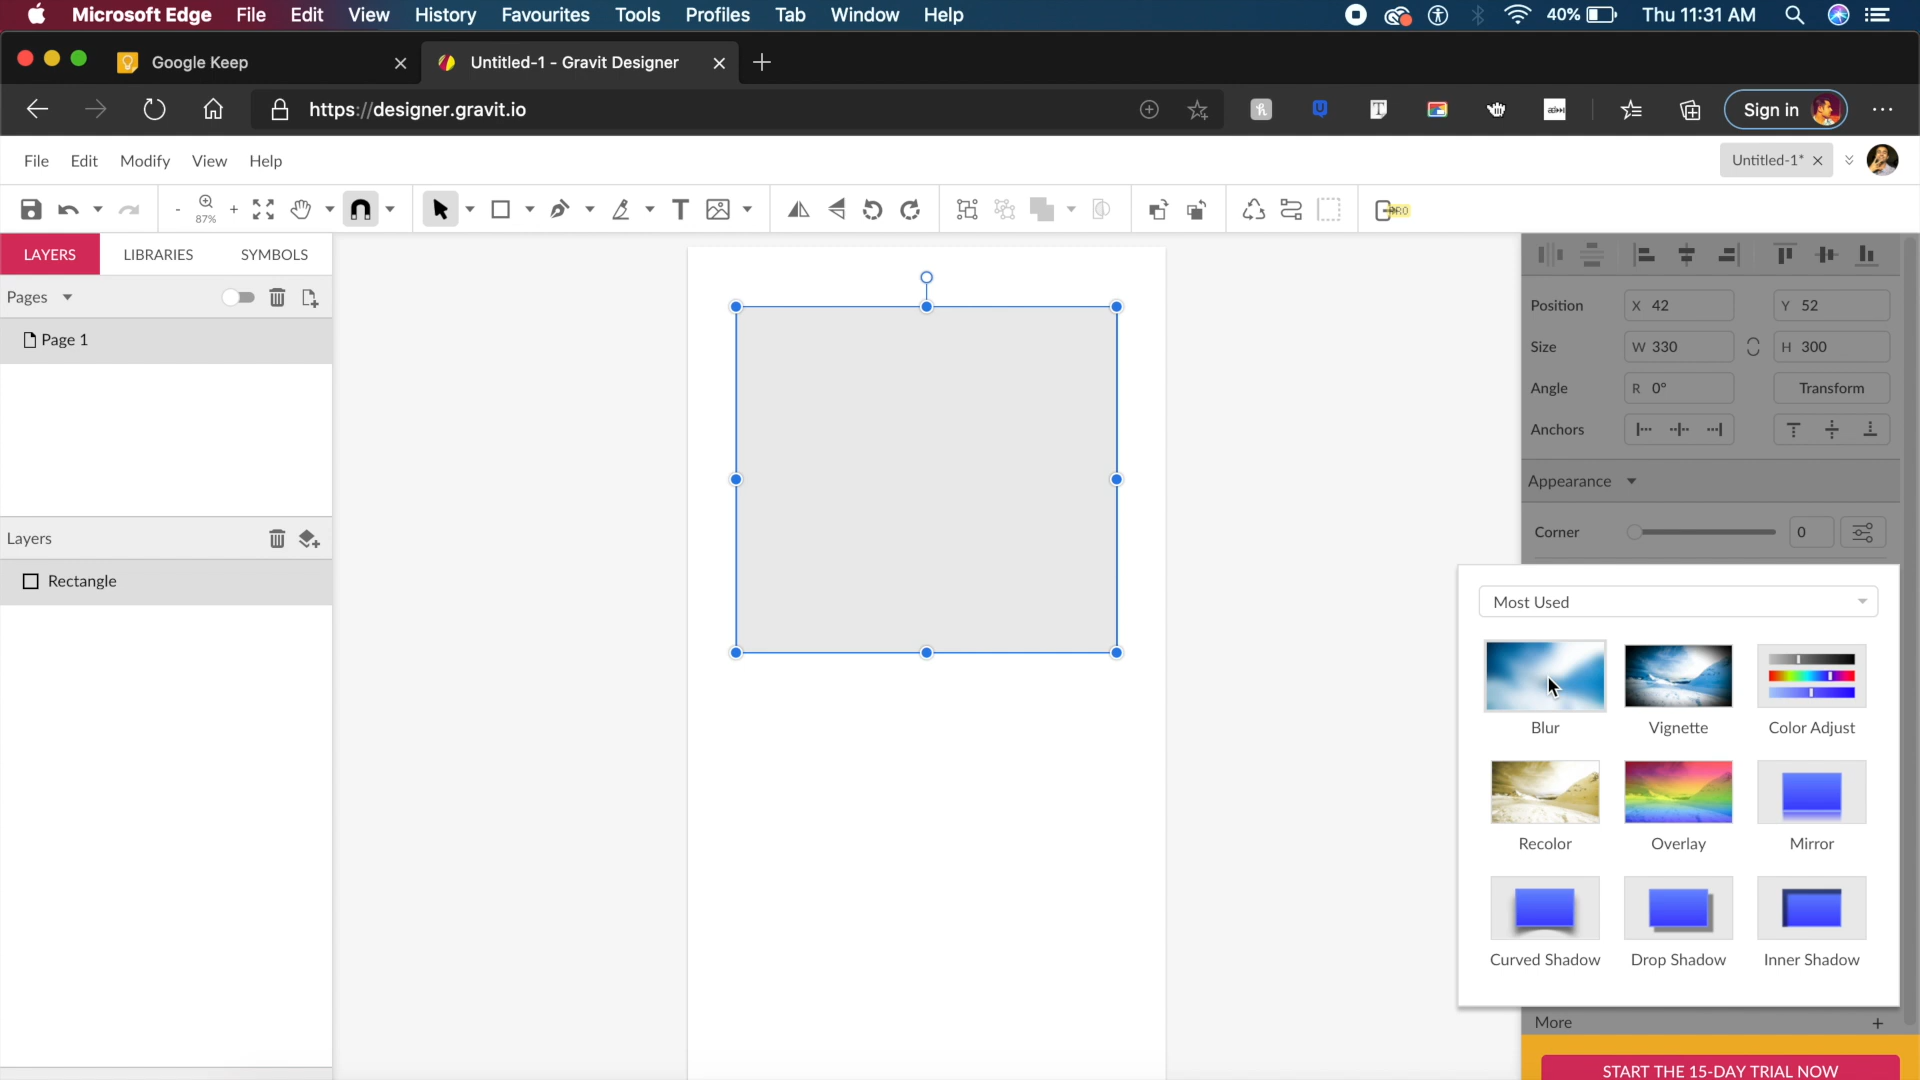 Microsoft Edge File Edit View History Favourites Tools Profiles Tab Window Help 40% Thu 11:31 AM
Google Keep Untitled-1 - Gravit Designer
https://designer.gravit.io Sign in
File Edit Modify View Help Untitled-1*
- 87% + T PRO
LAYERS LIBRARIES SYMBOLS
Pages
Page 1
Layers
Rectangle
Position X 42 Y 52
Size W 330 H 300
Angle R 0° Transform
Anchors
Appearance
Corner 0
Most Used
Blur Vignette Color Adjust
Recolor Overlay Mirror
Curved Shadow Drop Shadow Inner Shadow
More +
START THE 15-DAY TRIAL NOW